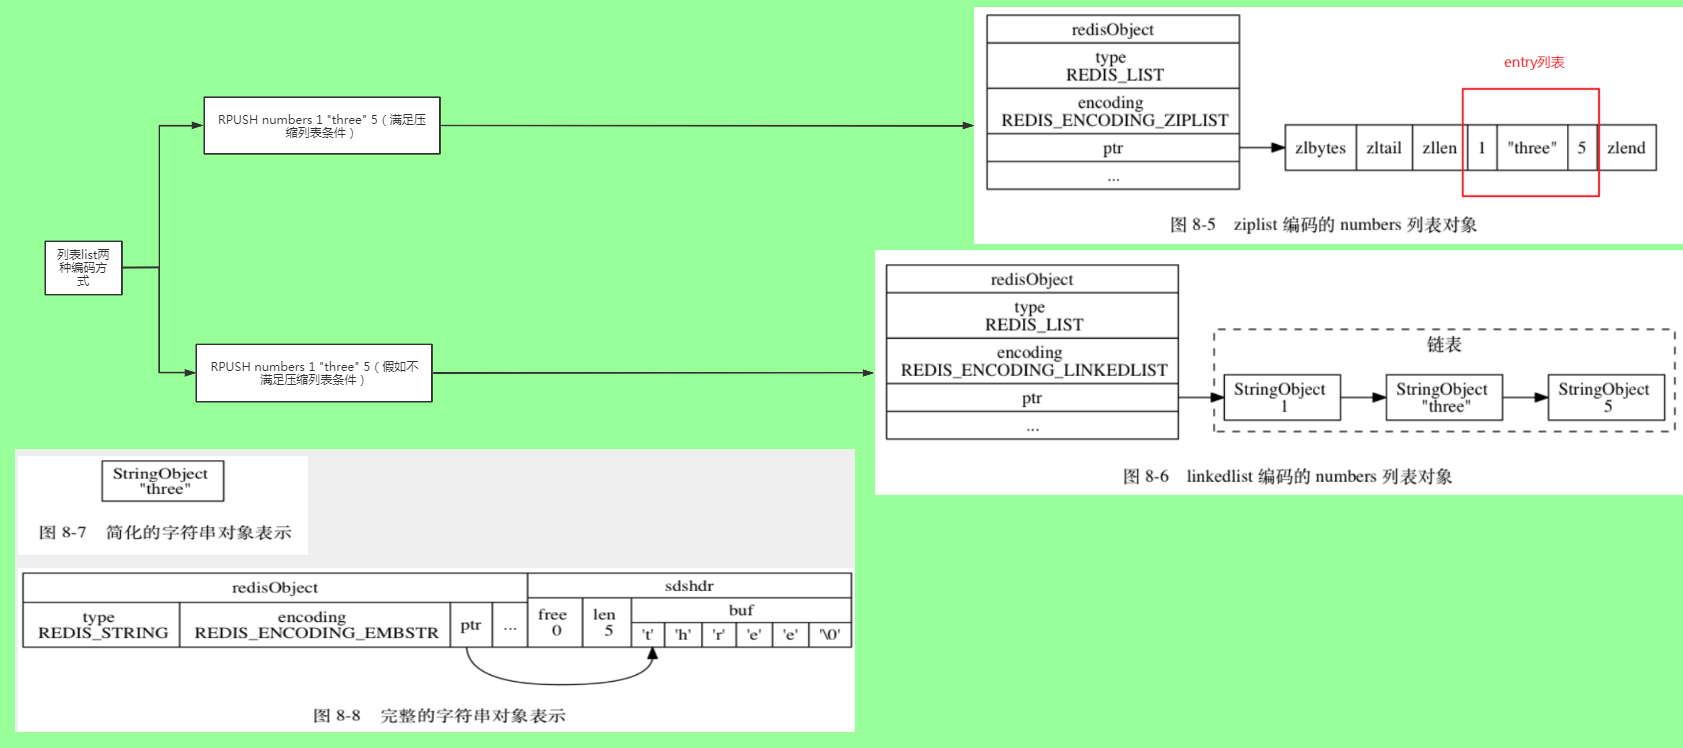 列表list两
种编码方
式
RPUSH numbers 1 "three" 5（满足压
缩列表条件）
redisObject
type
REDIS_LIST
encoding
REDIS_ENCODING_ZIPLIST
ptr
...
entry列表
zlbytes zltail zllen 1 "three" 5 zlend
图 8-5 ziplist 编码的 numbers 列表对象
RPUSH numbers 1 "three" 5（假如不
满足压缩列表条件）
redisObject
type
REDIS_LIST
encoding
REDIS_ENCODING_LINKEDLIST
ptr
...
链表
StringObject
1
StringObject
"three"
StringObject
5
图 8-6 linkedlist 编码的 numbers 列表对象
StringObject
"three"
图 8-7 简化的字符串对象表示
redisObject
sdshdr
type
REDIS_STRING
encoding
REDIS_ENCODING_EMBSTR
ptr
...
free
0
len
5
buf
't' 'h' 'r' 'e' 'e' '\0'
图 8-8 完整的字符串对象表示